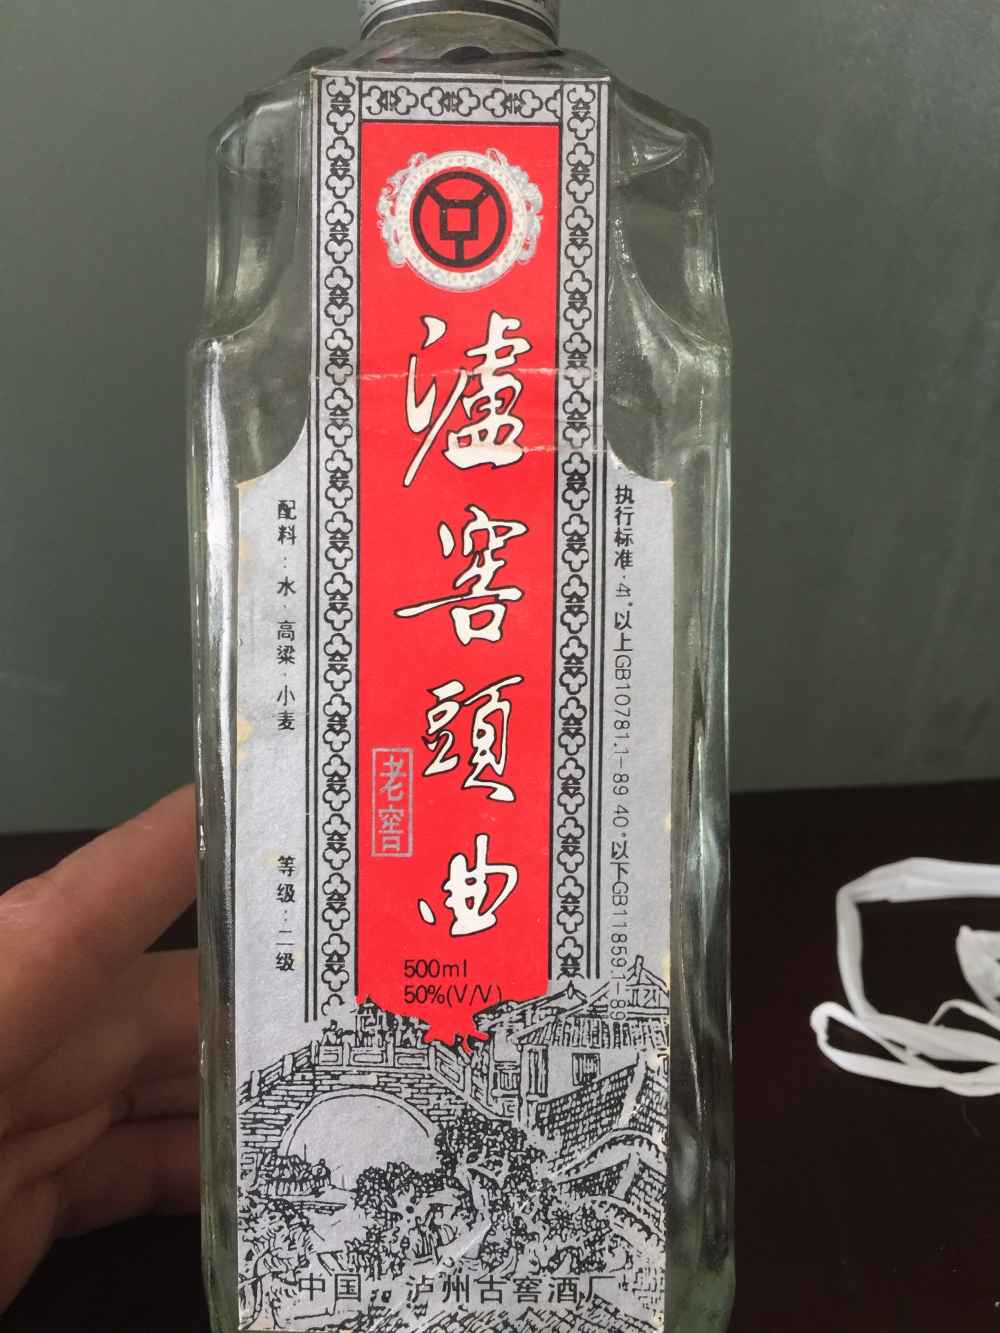 瀘窖頭曲
老窖
500ml
50%(V/V)
配料：水·高粱·小麦
等级：二级
执行标准·41°以上GB10781.1-89 40°以下GB11859.1-89
中国·泸州古窖酒厂